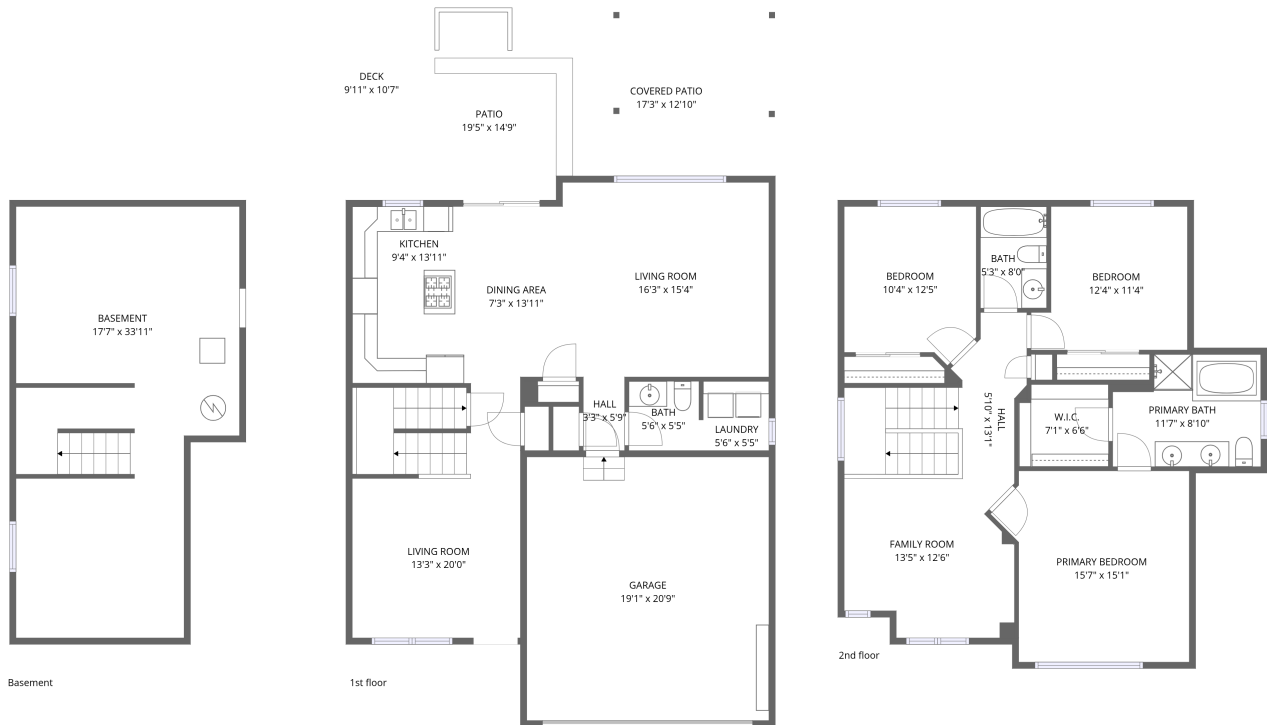 DECK
9'11" x 10'7"
PATIO
19'5" x 14'9"
COVERED PATIO
17'3" x 12'10"
BASEMENT
17'7" x 33'11"
Basement
KITCHEN
9'4" x 13'11"
DINING AREA
7'3" x 13'11"
LIVING ROOM
16'3" x 15'4"
HALL
3'3" x 5'9"
BATH
5'6" x 5'5"
LAUNDRY
5'6" x 5'5"
LIVING ROOM
13'3" x 20'0"
GARAGE
19'1" x 20'9"
1st floor
BEDROOM
10'4" x 12'5"
BATH
5'3" x 8'0"
BEDROOM
12'4" x 11'4"
HALL
5'10" x 13'1"
W.I.C.
7'1" x 6'6"
PRIMARY BATH
11'7" x 8'10"
FAMILY ROOM
13'5" x 12'6"
PRIMARY BEDROOM
15'7" x 15'1"
2nd floor